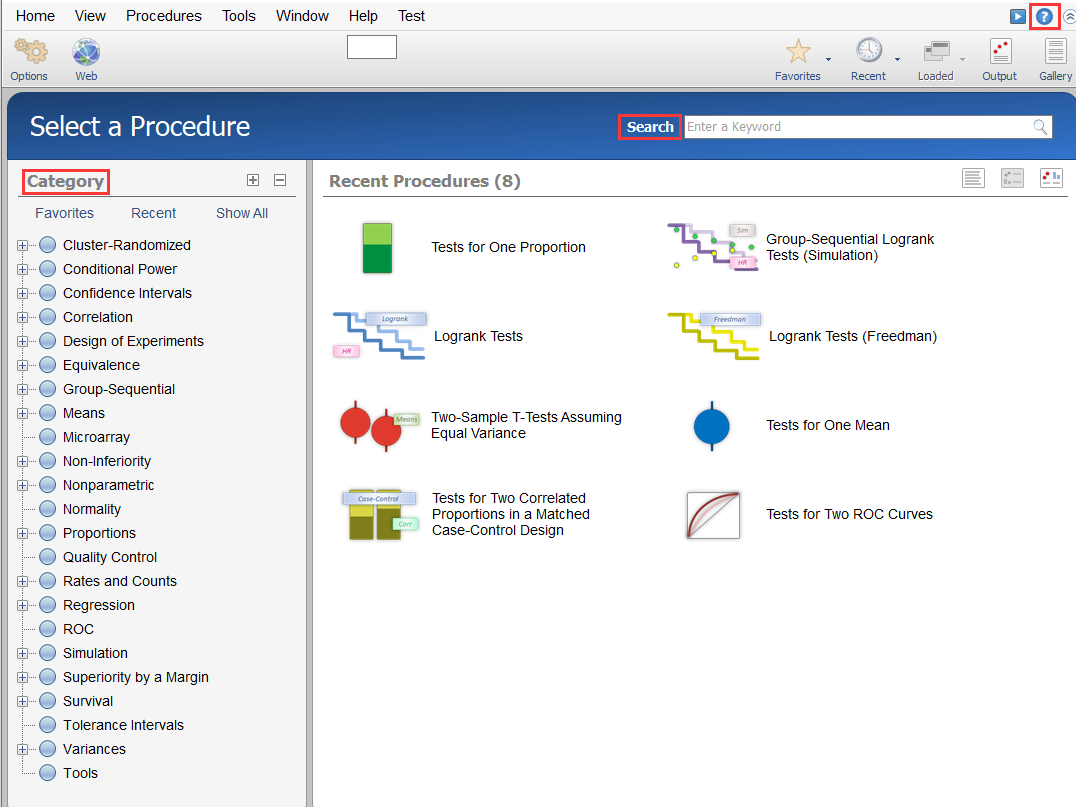 Home View Procedures Tools Window Help Test
Options Web Favorites Recent Loaded Output Gallery
Select a Procedure
Search Enter a Keyword
Category
Favorites Recent Show All
Cluster-Randomized
Conditional Power
Confidence Intervals
Correlation
Design of Experiments
Equivalence
Group-Sequential
Means
Microarray
Non-Inferiority
Nonparametric
Normality
Proportions
Quality Control
Rates and Counts
Regression
ROC
Simulation
Superiority by a Margin
Survival
Tolerance Intervals
Variances
Tools
Recent Procedures (8)
Tests for One Proportion
Sim
HR
Group-Sequential Logrank
Tests (Simulation)
Logrank
HR
Logrank Tests
Freedman
Logrank Tests (Freedman)
Means
Two-Sample T-Tests Assuming
Equal Variance
Tests for One Mean
Case-Control
Corr
Tests for Two Correlated
Proportions in a Matched
Case-Control Design
Tests for Two ROC Curves